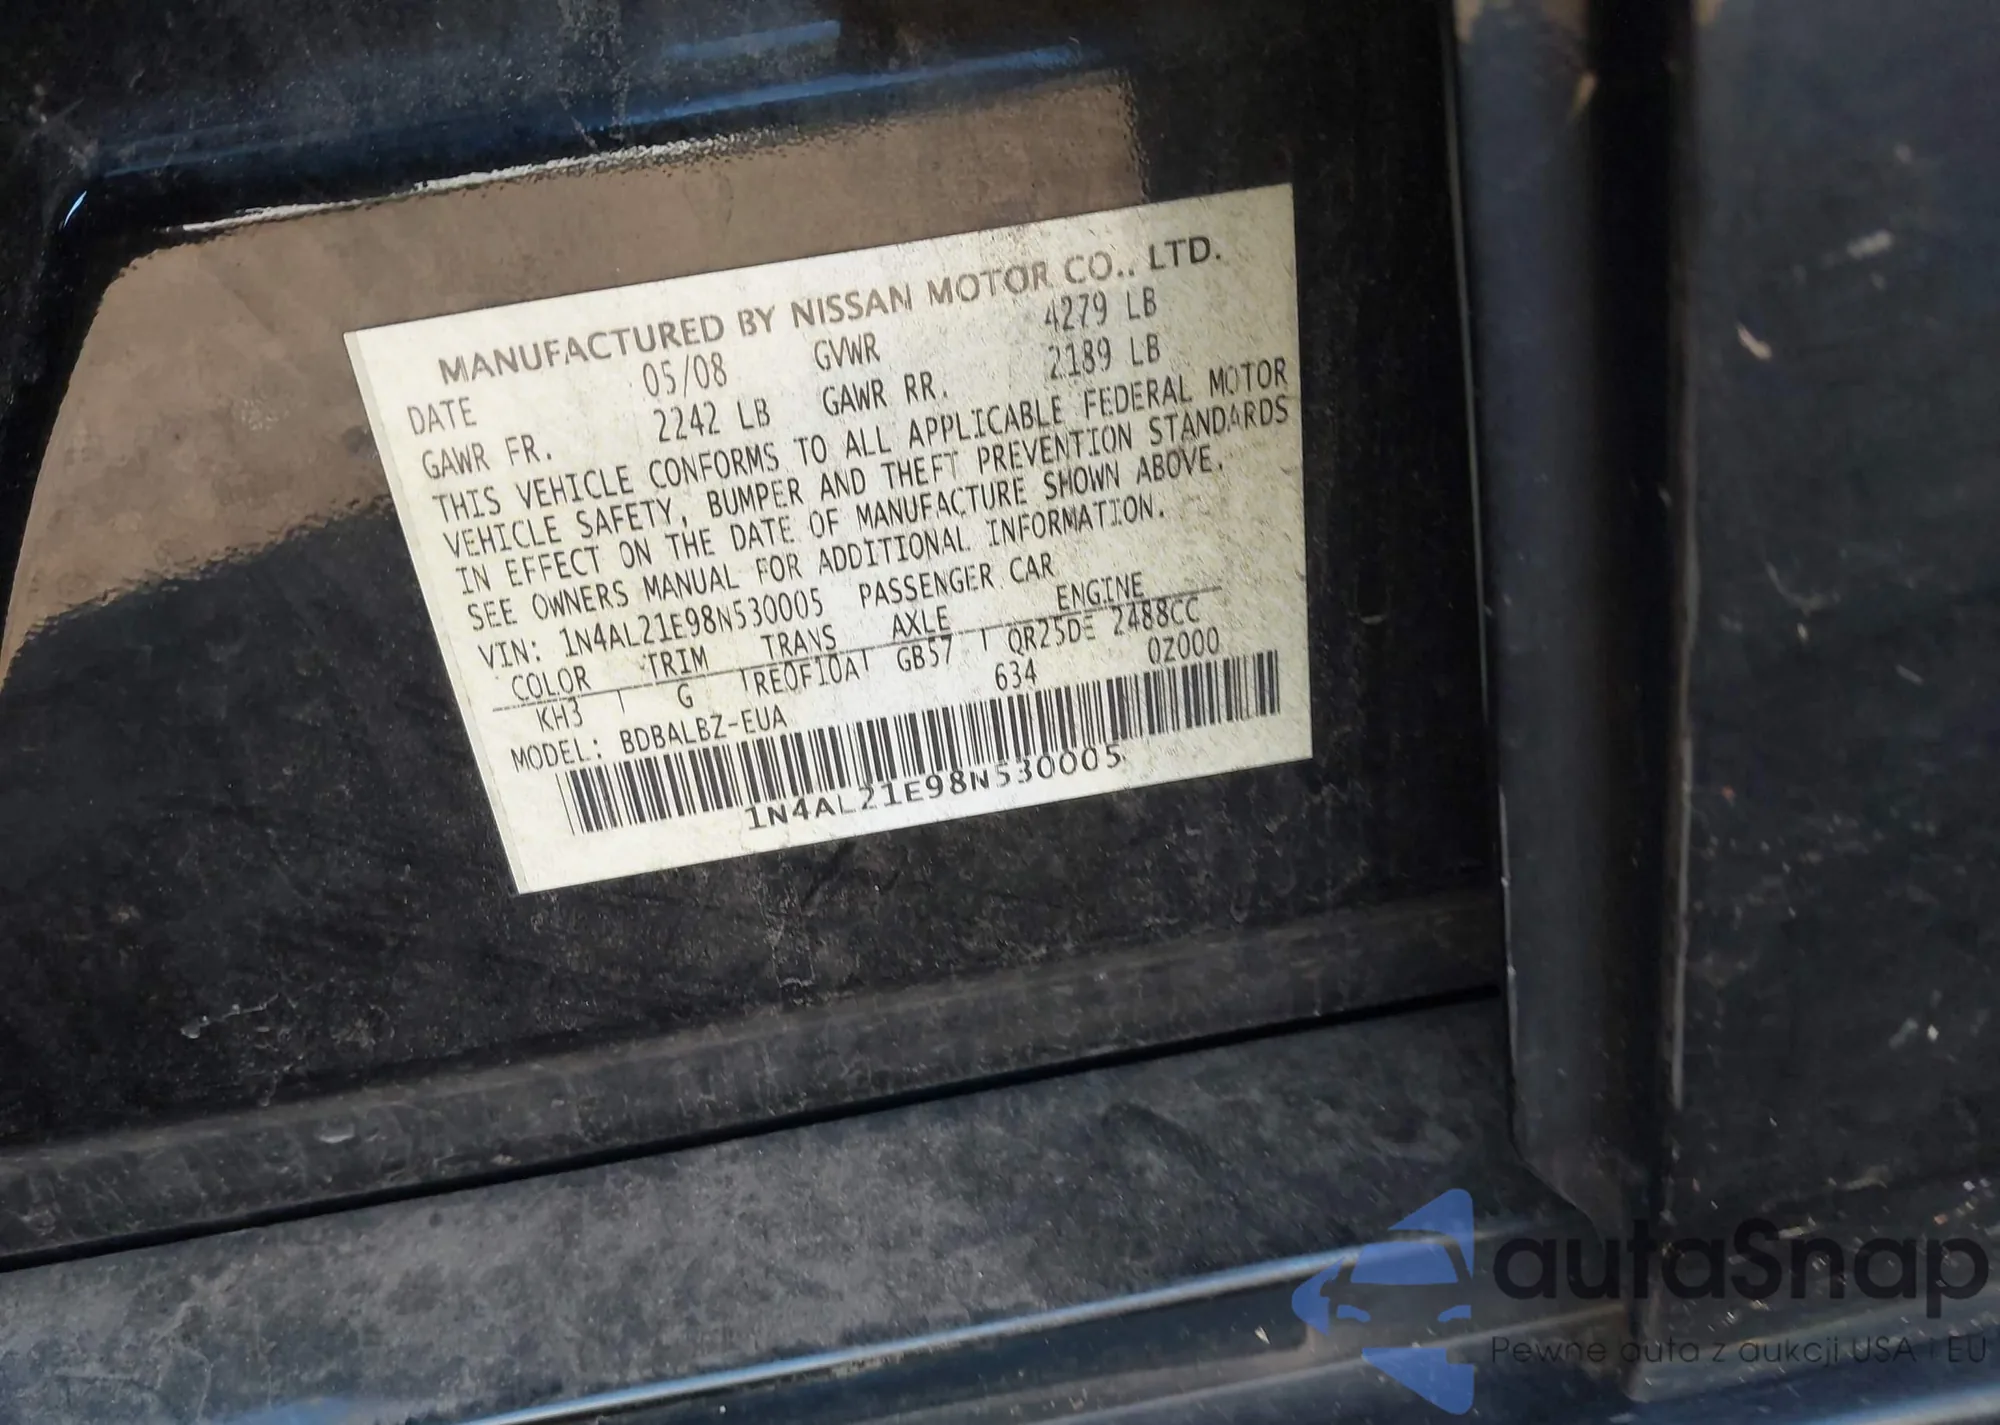 MANUFACTURED BY NISSAN MOTOR CO., LTD.
DATE 05/08 GVWR 4279 LB
GAWR FR. 2242 LB GAWR RR. 2189 LB
THIS VEHICLE CONFORMS TO ALL APPLICABLE FEDERAL MOTOR
VEHICLE SAFETY, BUMPER AND THEFT PREVENTION STANDARDS
IN EFFECT ON THE DATE OF MANUFACTURE SHOWN ABOVE.
SEE OWNERS MANUAL FOR ADDITIONAL INFORMATION.
VIN: 1N4AL21E98N530005 PASSENGER CAR
COLOR TRIM TRANS AXLE ENGINE
KH3 G RE0F10A GB57 QR25DE 2488CC
MODEL: BDBALBZ-EUA 634 0Z000
1N4AL21E98N530005
autaSnap
Pewne auta z aukcji USA i EU